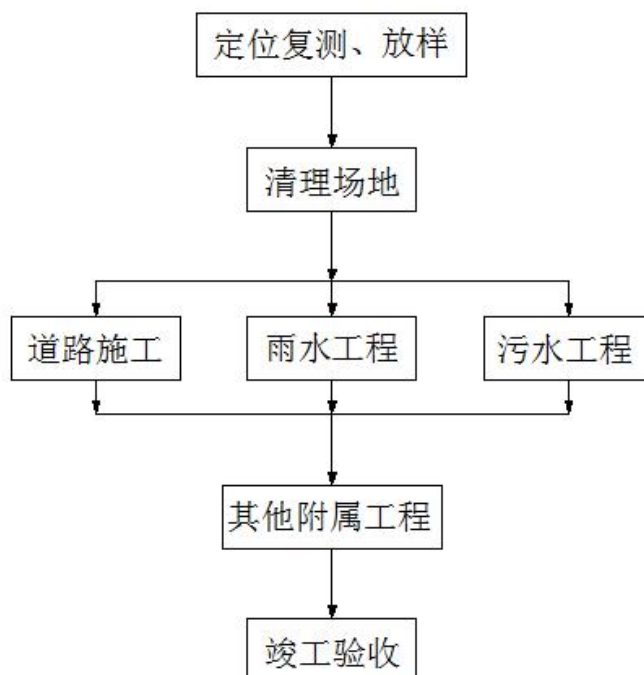 定位复测、放样
清理场地
道路施工
雨水工程
污水工程
其他附属工程
竣工验收